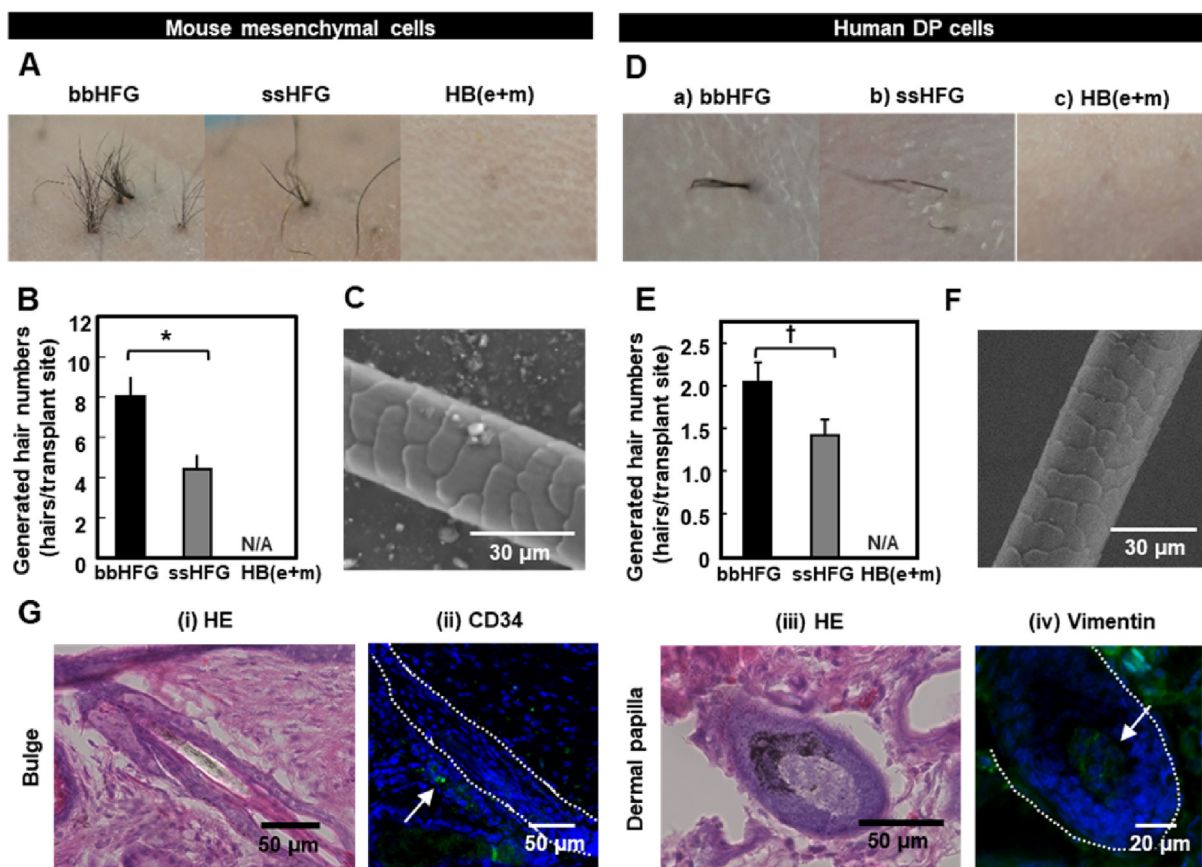 Mouse mesenchymal cells
Human DP cells
A
bbHFG ssHFG HB(e+m)
D
a) bbHFG b) ssHFG c) HB(e+m)
B
Generated hair numbers
(hairs/transplant site)
12
10
8
6
4
2
0
*
N/A
bbHFG ssHFG HB(e+m)
C
30 µm
E
Generated hair numbers
(hairs/transplant site)
2.5
2.0
1.5
1.0
0.5
0
†
N/A
bbHFG ssHFG HB(e+m)
F
30 µm
G
(i) HE
(ii) CD34
(iii) HE
(iv) Vimentin
Bulge
50 µm
50 µm
Dermal papilla
50 µm
20 µm